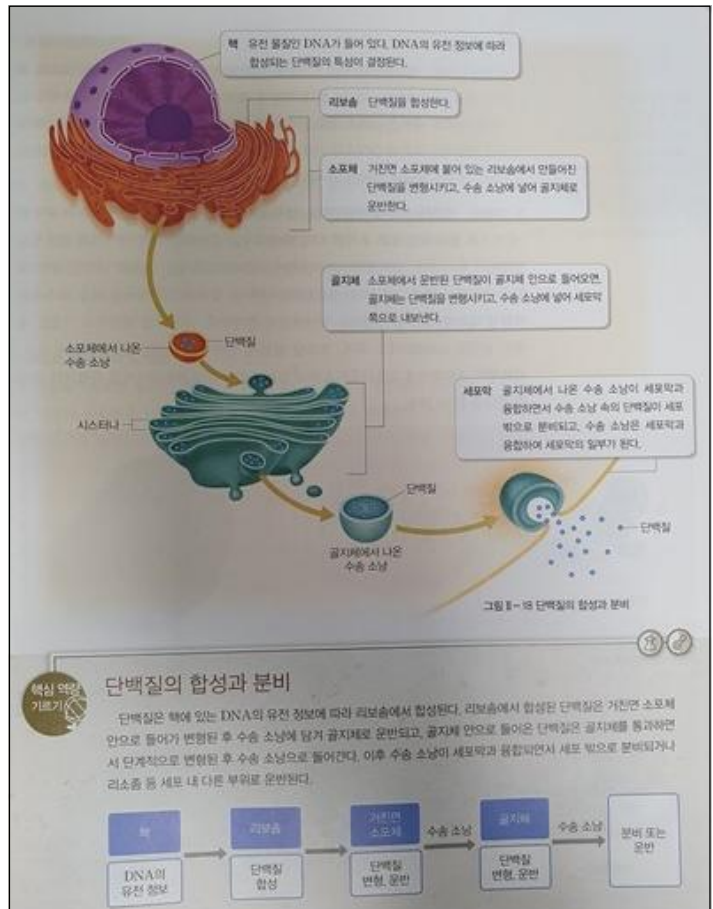 핵 유전 물질인 DNA가 들어 있다. DNA의 유전 정보에 따라
합성되는 단백질의 특성이 결정된다.
리보솜 단백질을 합성한다.
소포체 거친면 소포체에 붙어 있는 리보솜에서 만들어진
단백질을 변형시키고, 수송 소낭에 넣어 골지체로
운반한다.
골지체 소포체에서 운반된 단백질이 골지체 안으로 들어오면,
골지체는 단백질을 변형시키고, 수송 소낭에 넣어 세포막
쪽으로 내보낸다.
단백질
소포체에서 나온
수송 소낭
시스터나
세포막 골지체에서 나온 수송 소낭이 세포막과
융합하면서 수송 소낭 속의 단백질이 세포
밖으로 분비되고, 수송 소낭은 세포막과
융합하여 세포막의 일부가 된다.
단백질
골지체에서 나온
수송 소낭
단백질
그림 Ⅱ-18 단백질의 합성과 분비
핵심 역량
기르기
단백질의 합성과 분비
단백질은 핵에 있는 DNA의 유전 정보에 따라 리보솜에서 합성된다. 리보솜에서 합성된 단백질은 거친면 소포체
안으로 들어가 변형된 후 수송 소낭에 담겨 골지체로 운반되고, 골지체 안으로 들어온 단백질은 골지체를 통과하면
서 단계적으로 변형된 후 수송 소낭으로 들어간다. 이후 수송 소낭이 세포막과 융합되면서 세포 밖으로 분비되거나
리소좀 등 세포 내 다른 부위로 운반된다.
핵
리보솜
거친면
소포체
수송 소낭
골지체
수송 소낭
분비 또는
운반
DNA의
유전 정보
단백질
합성
단백질
변형, 운반
단백질
변형, 운반